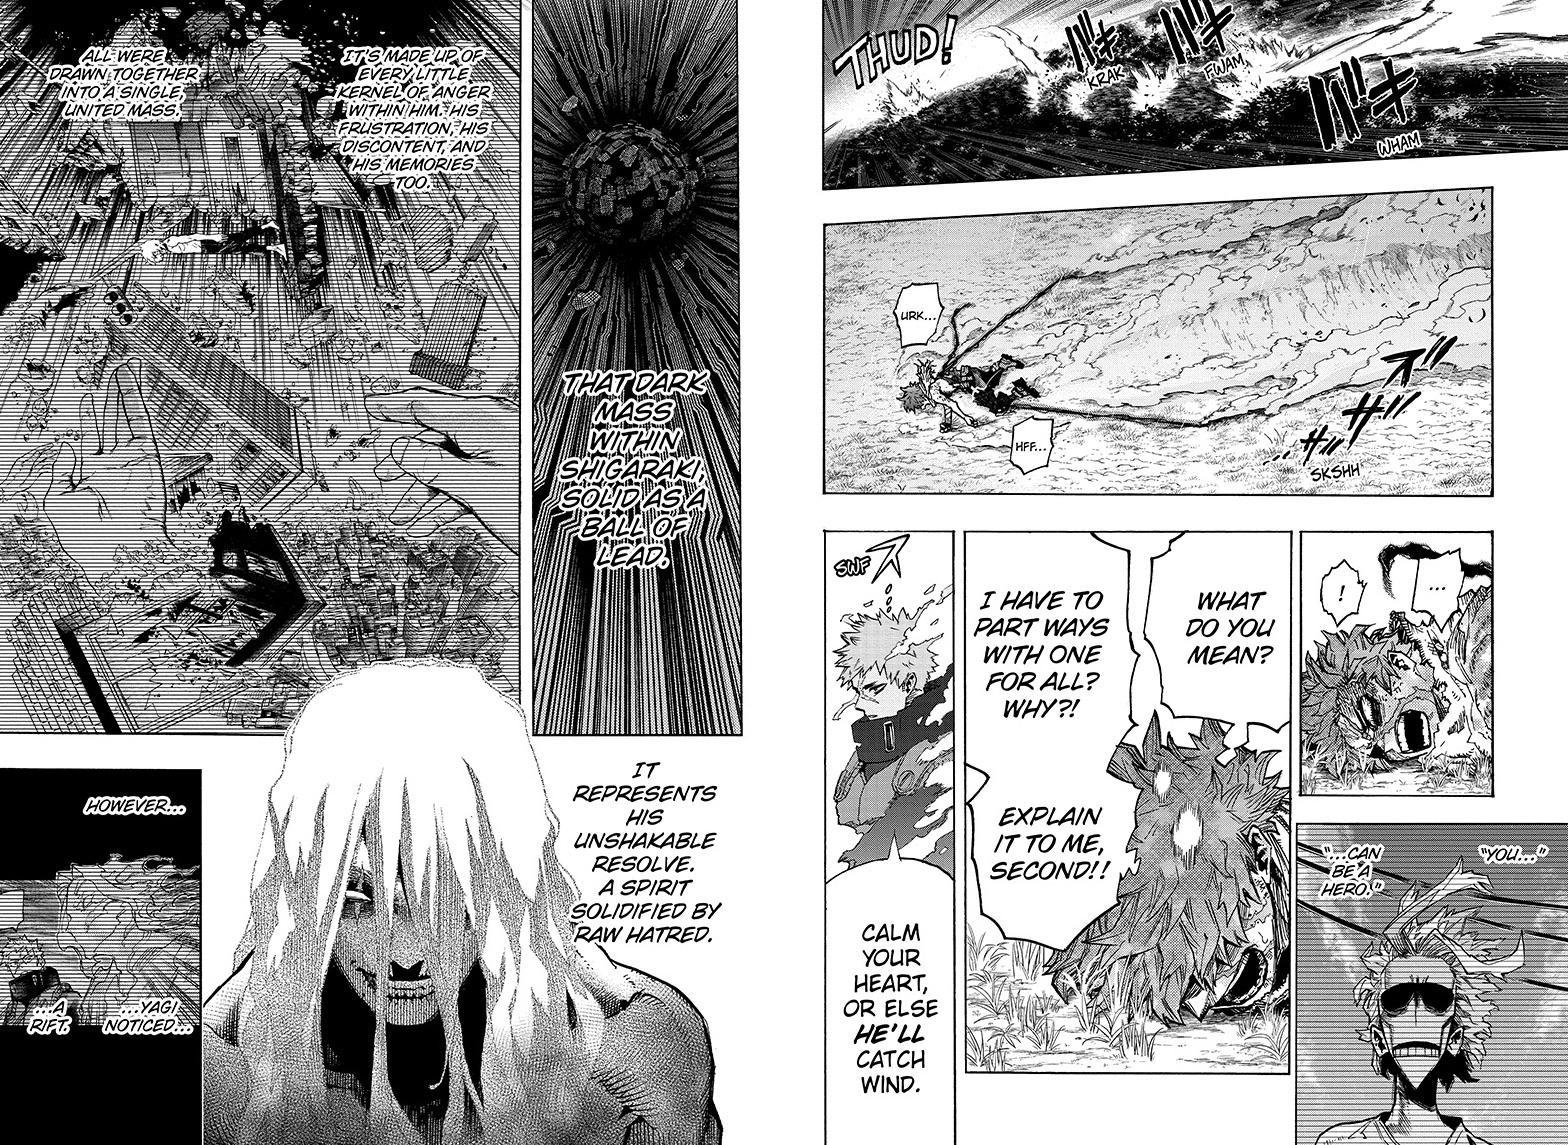 THUD!
バキ
FWAM
バキ
KRAK
バキ
WHAM
URK...
HFF...
ズザザ...
SKSHH
...
!
"YOU..."
"...CAN
BE A
HERO."
WHAT
DO YOU
MEAN?
I HAVE TO
PART WAYS
WITH ONE
FOR ALL?
WHY?!
EXPLAIN
IT TO ME,
SECOND!!
SWF
CALM
YOUR
HEART,
OR ELSE
HE'LL
CATCH
WIND.
THAT DARK
MASS
WITHIN
SHIGARAKI,
SOLID AS A
BALL OF
LEAD.
IT'S MADE UP OF
EVERY LITTLE
KERNEL OF ANGER
WITHIN HIM. HIS
FRUSTRATION, HIS
DISCONTENT, AND
HIS MEMORIES
TOO.
ALL WERE
DRAWN TOGETHER
INTO A SINGLE,
UNITED MASS.
IT
REPRESENTS
HIS
UNSHAKABLE
RESOLVE.
A SPIRIT
SOLIDIFIED BY
RAW HATRED.
HOWEVER...
...YAGI
NOTICED...
...A
RIFT.